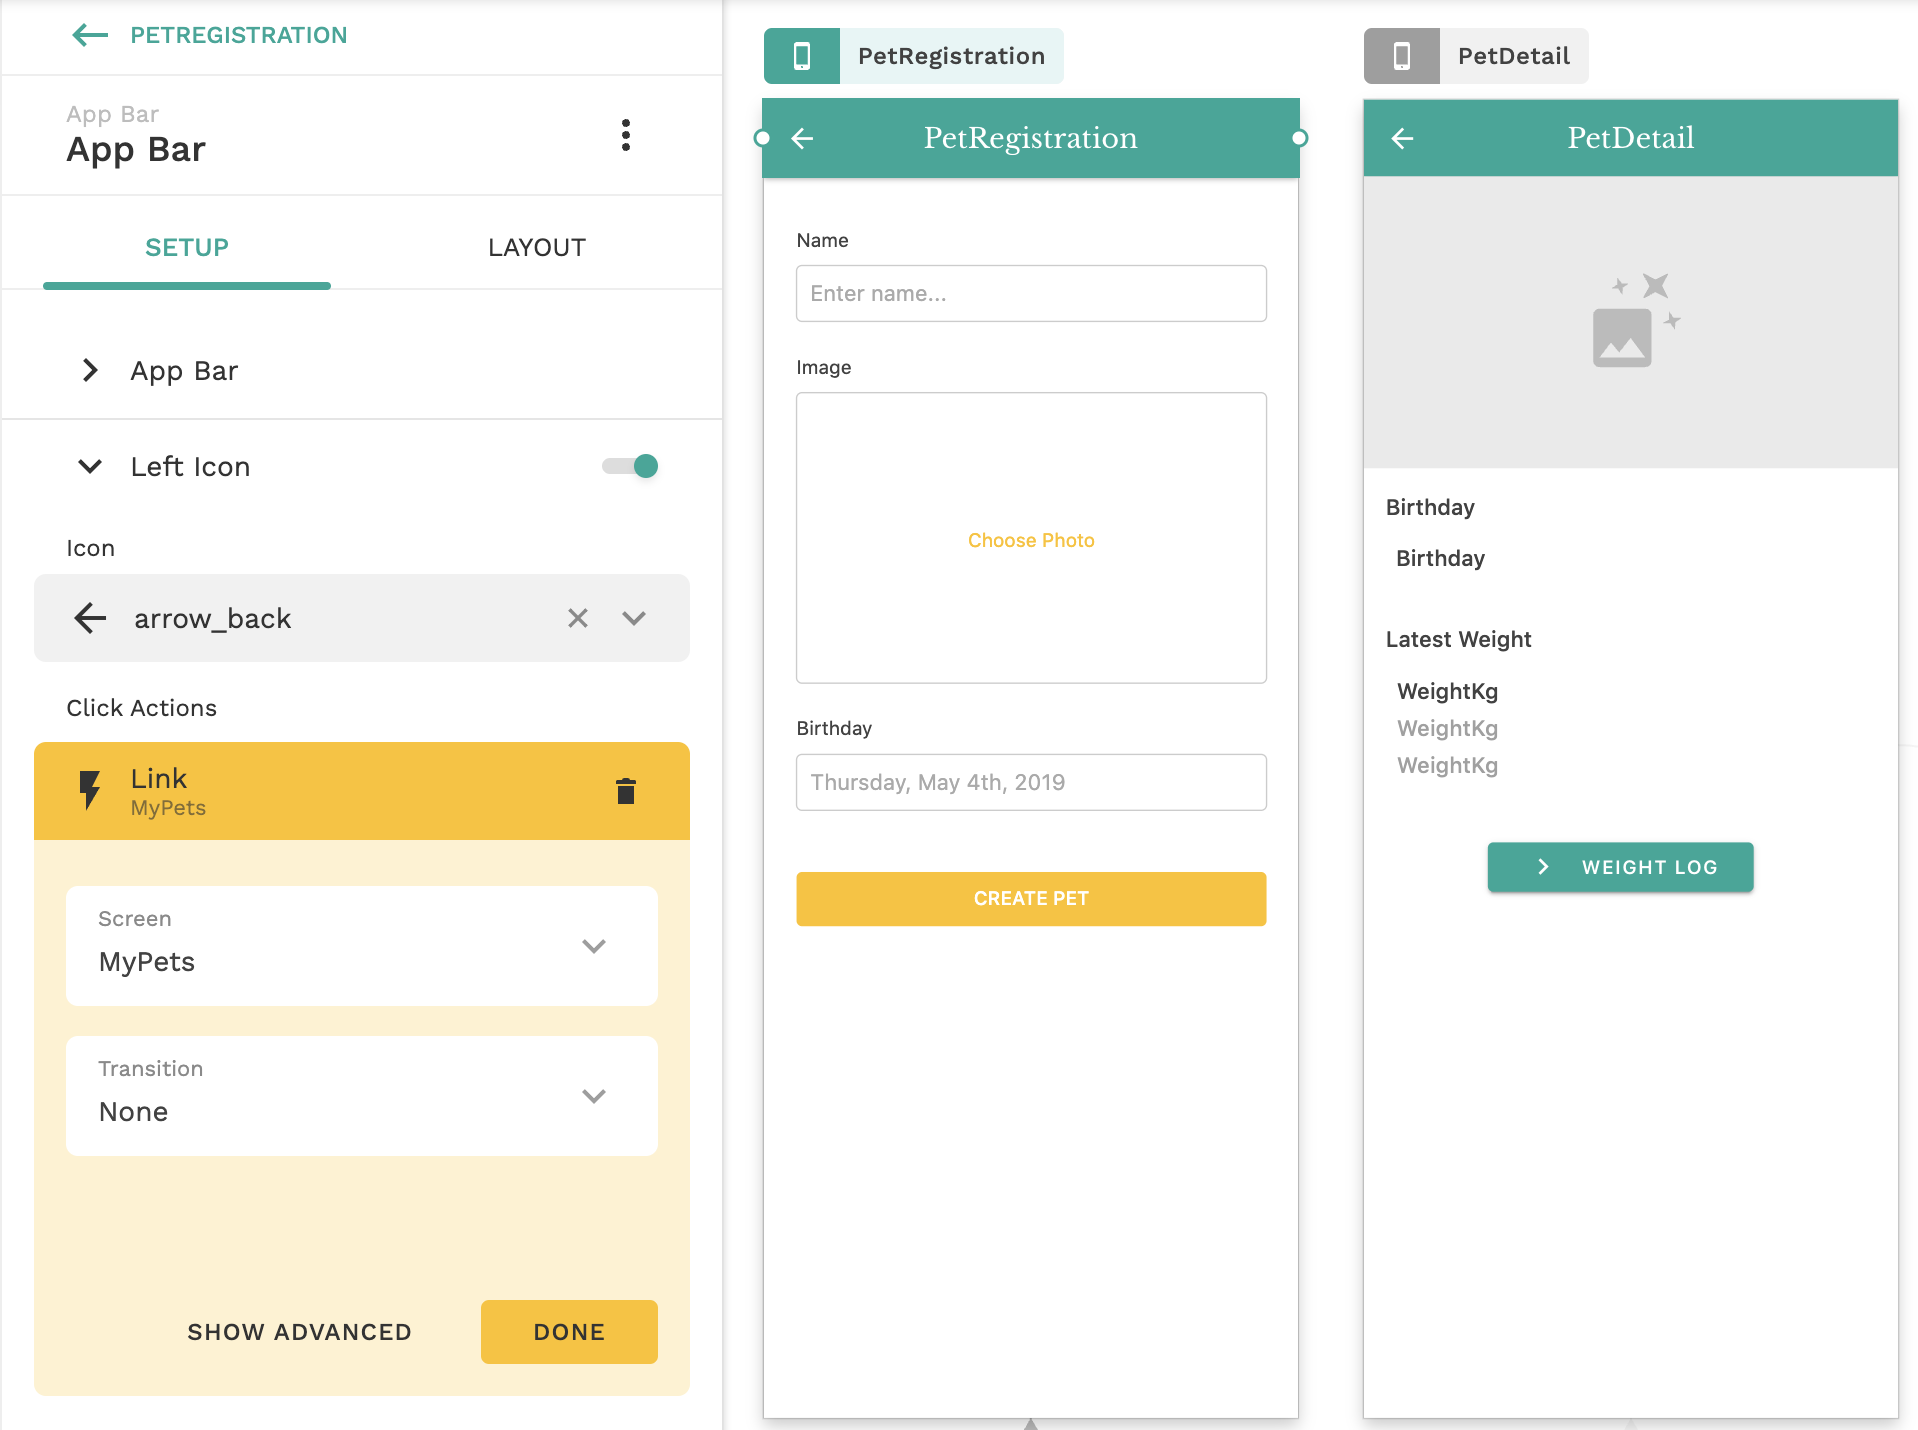 PETREGISTRATION
App Bar
App Bar
SETUP
LAYOUT
App Bar
Left Icon
Icon
arrow_back
Click Actions
Link
MyPets
Screen
MyPets
Transition
None
SHOW ADVANCED
DONE
PetRegistration
PetRegistration
Name
Enter name...
Image
Choose Photo
Birthday
Thursday, May 4th, 2019
CREATE PET
PetDetail
PetDetail
Birthday
Birthday
Latest Weight
WeightKg
WeightKg
WeightKg
WEIGHT LOG